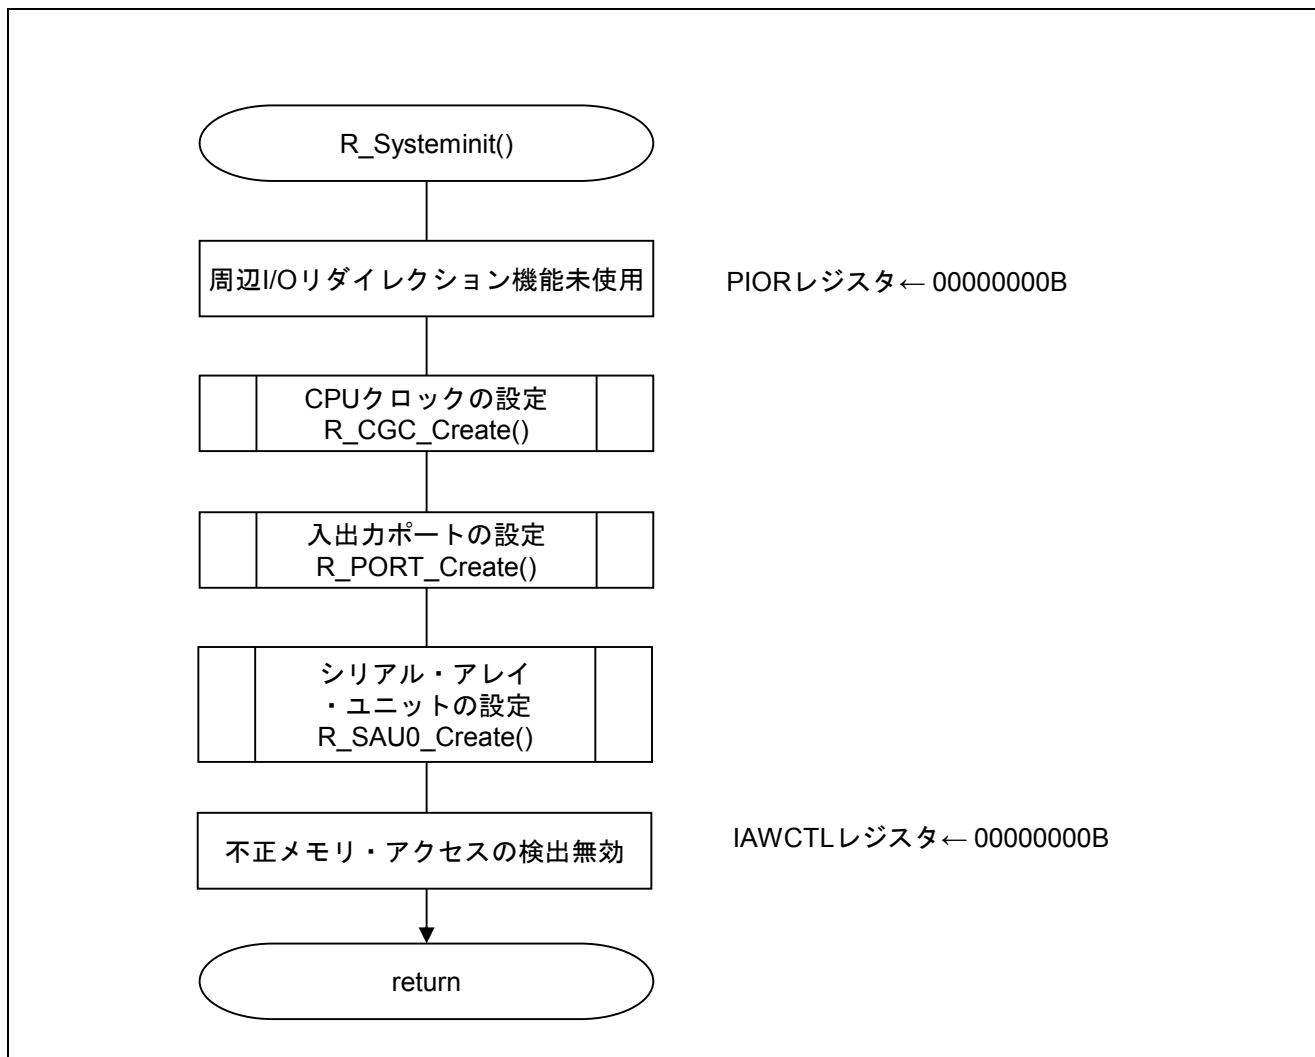 R_Systeminit()
周辺I/Oリダイレクション機能未使用
PIORレジスタ← 00000000B
CPUクロックの設定
R_CGC_Create()
入出力ポートの設定
R_PORT_Create()
シリアル・アレイ
・ユニットの設定
R_SAU0_Create()
不正メモリ・アクセスの検出無効
IAWCTLレジスタ← 00000000B
return